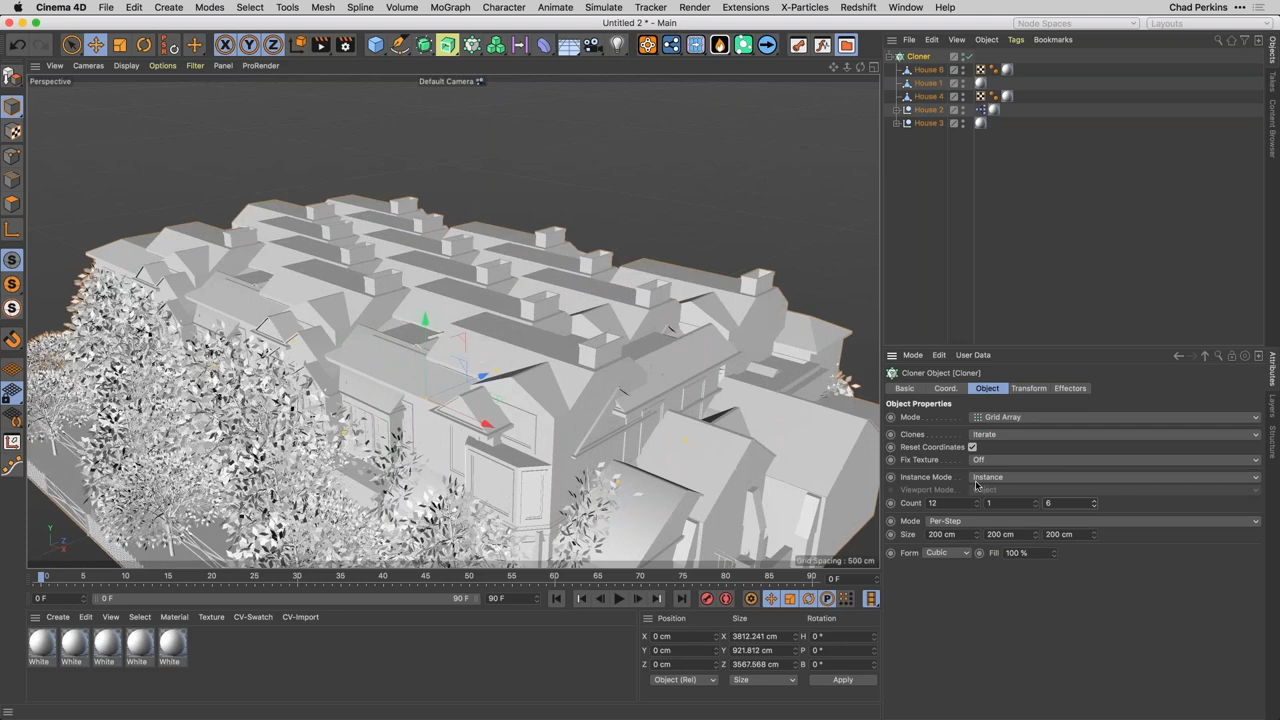 Cinema 4D File Edit Create Modes Select Tools Mesh Spline Volume MoGraph Character Animate Simulate Tracker Render Extensions X-Particles Redshift Window Help Chad Perkins
Untitled 2 * - Main
Node Spaces Layouts
File Edit View Object Tags Bookmarks
View Cameras Display Options Filter Panel ProRender
Perspective
Default Camera
Cloner
House 6
House 1
House 4
House 2
House 3
Objects
Takes
Content Browser
Attributes
Layers
Structure
Mode Edit User Data
Cloner Object [Cloner]
Basic Coord. Object Transform Effectors
Object Properties
Mode Grid Array
Clones Iterate
Reset Coordinates
Fix Texture Off
Instance Mode Instance
Viewport Mode
Count 12 1 6
Mode Per-Step
Size 200 cm 200 cm 200 cm
Form Cubic Fill 100 %
Y
Z
X
Grid Spacing : 500 cm
0 5 10 15 20 25 30 35 40 45 50 55 60 65 70 75 80 85 90 0 F
0 F 0 F 90 F 90 F
Create Edit View Select Material Texture CV-Swatch CV-Import
White White White White White
Position Size Rotation
X 0 cm X 3812.241 cm H 0 °
Y 0 cm Y 921.812 cm P 0 °
Z 0 cm Z 3567.568 cm B 0 °
Object (Rel) Size Apply